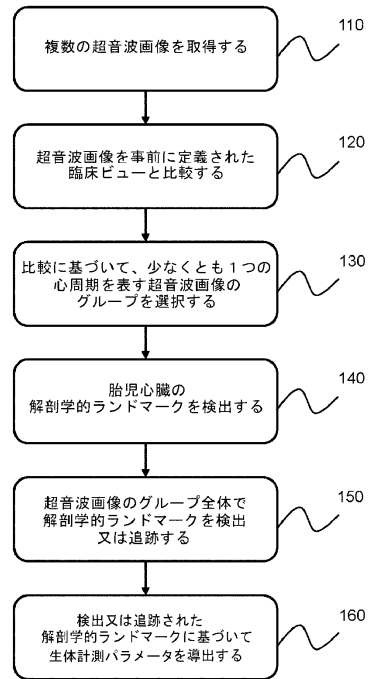 複数の超音波画像を取得する
110
超音波画像を事前に定義された
臨床ビューと比較する
120
比較に基づいて、少なくとも1つの
心周期を表す超音波画像の
グループを選択する
130
胎児心臓の
解剖学的ランドマークを検出する
140
超音波画像のグループ全体で
解剖学的ランドマークを検出
又は追跡する
150
検出又は追跡された
解剖学的ランドマークに基づいて
生体計測パラメータを導出する
160